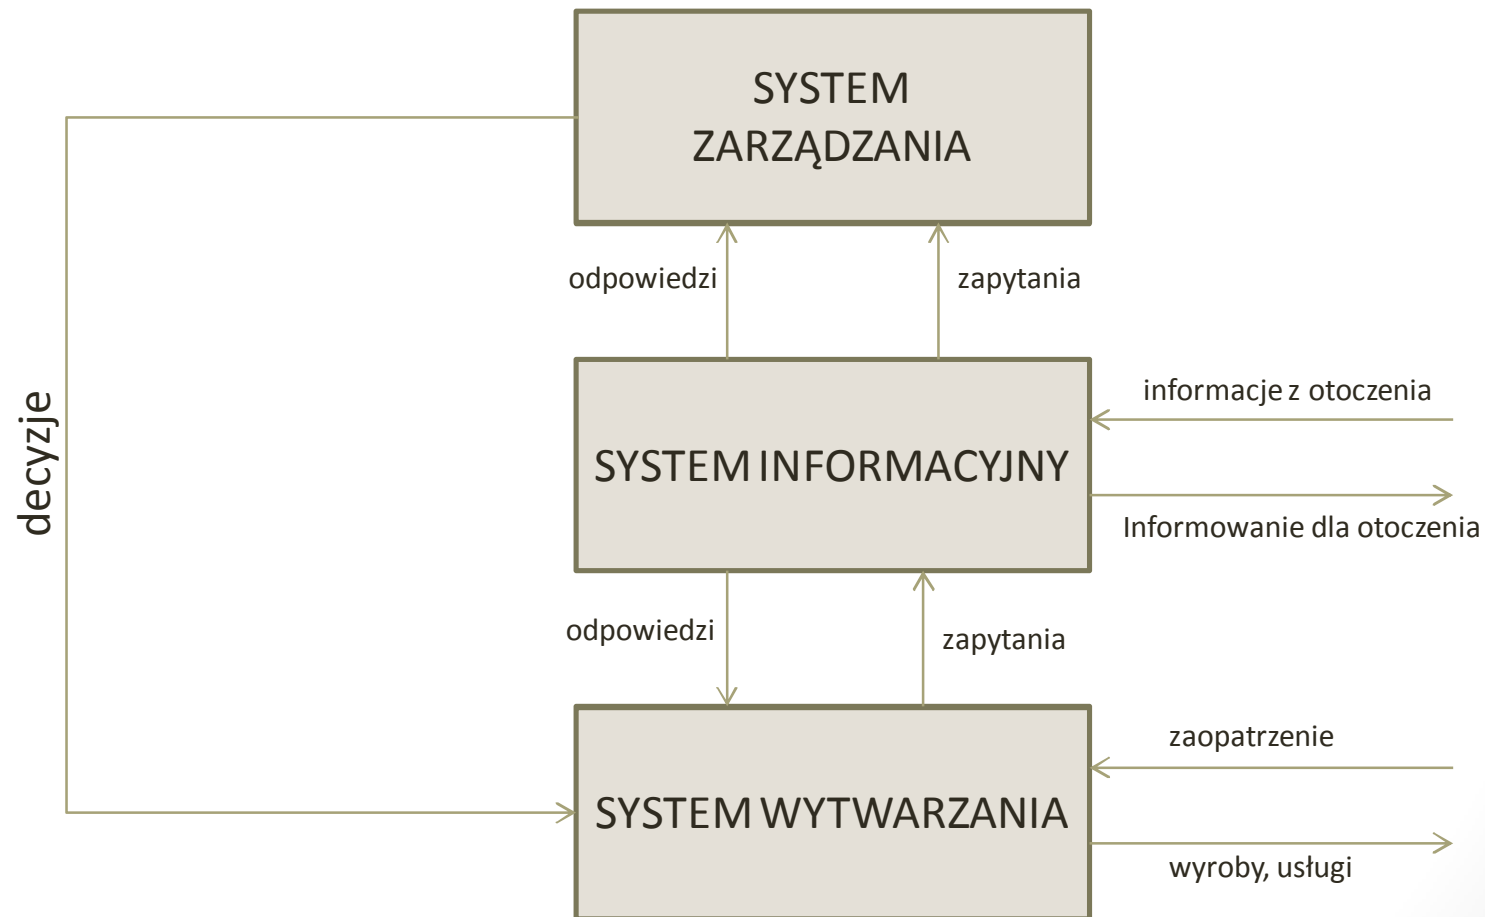 SYSTEM
ZARZĄDZANIA
odpowiedzi
zapytania
decyzje
informacje z otoczenia
SYSTEM INFORMACYJNY
Informowanie dla otoczenia
odpowiedzi
zapytania
zaopatrzenie
SYSTEM WYTWARZANIA
wyroby, usługi